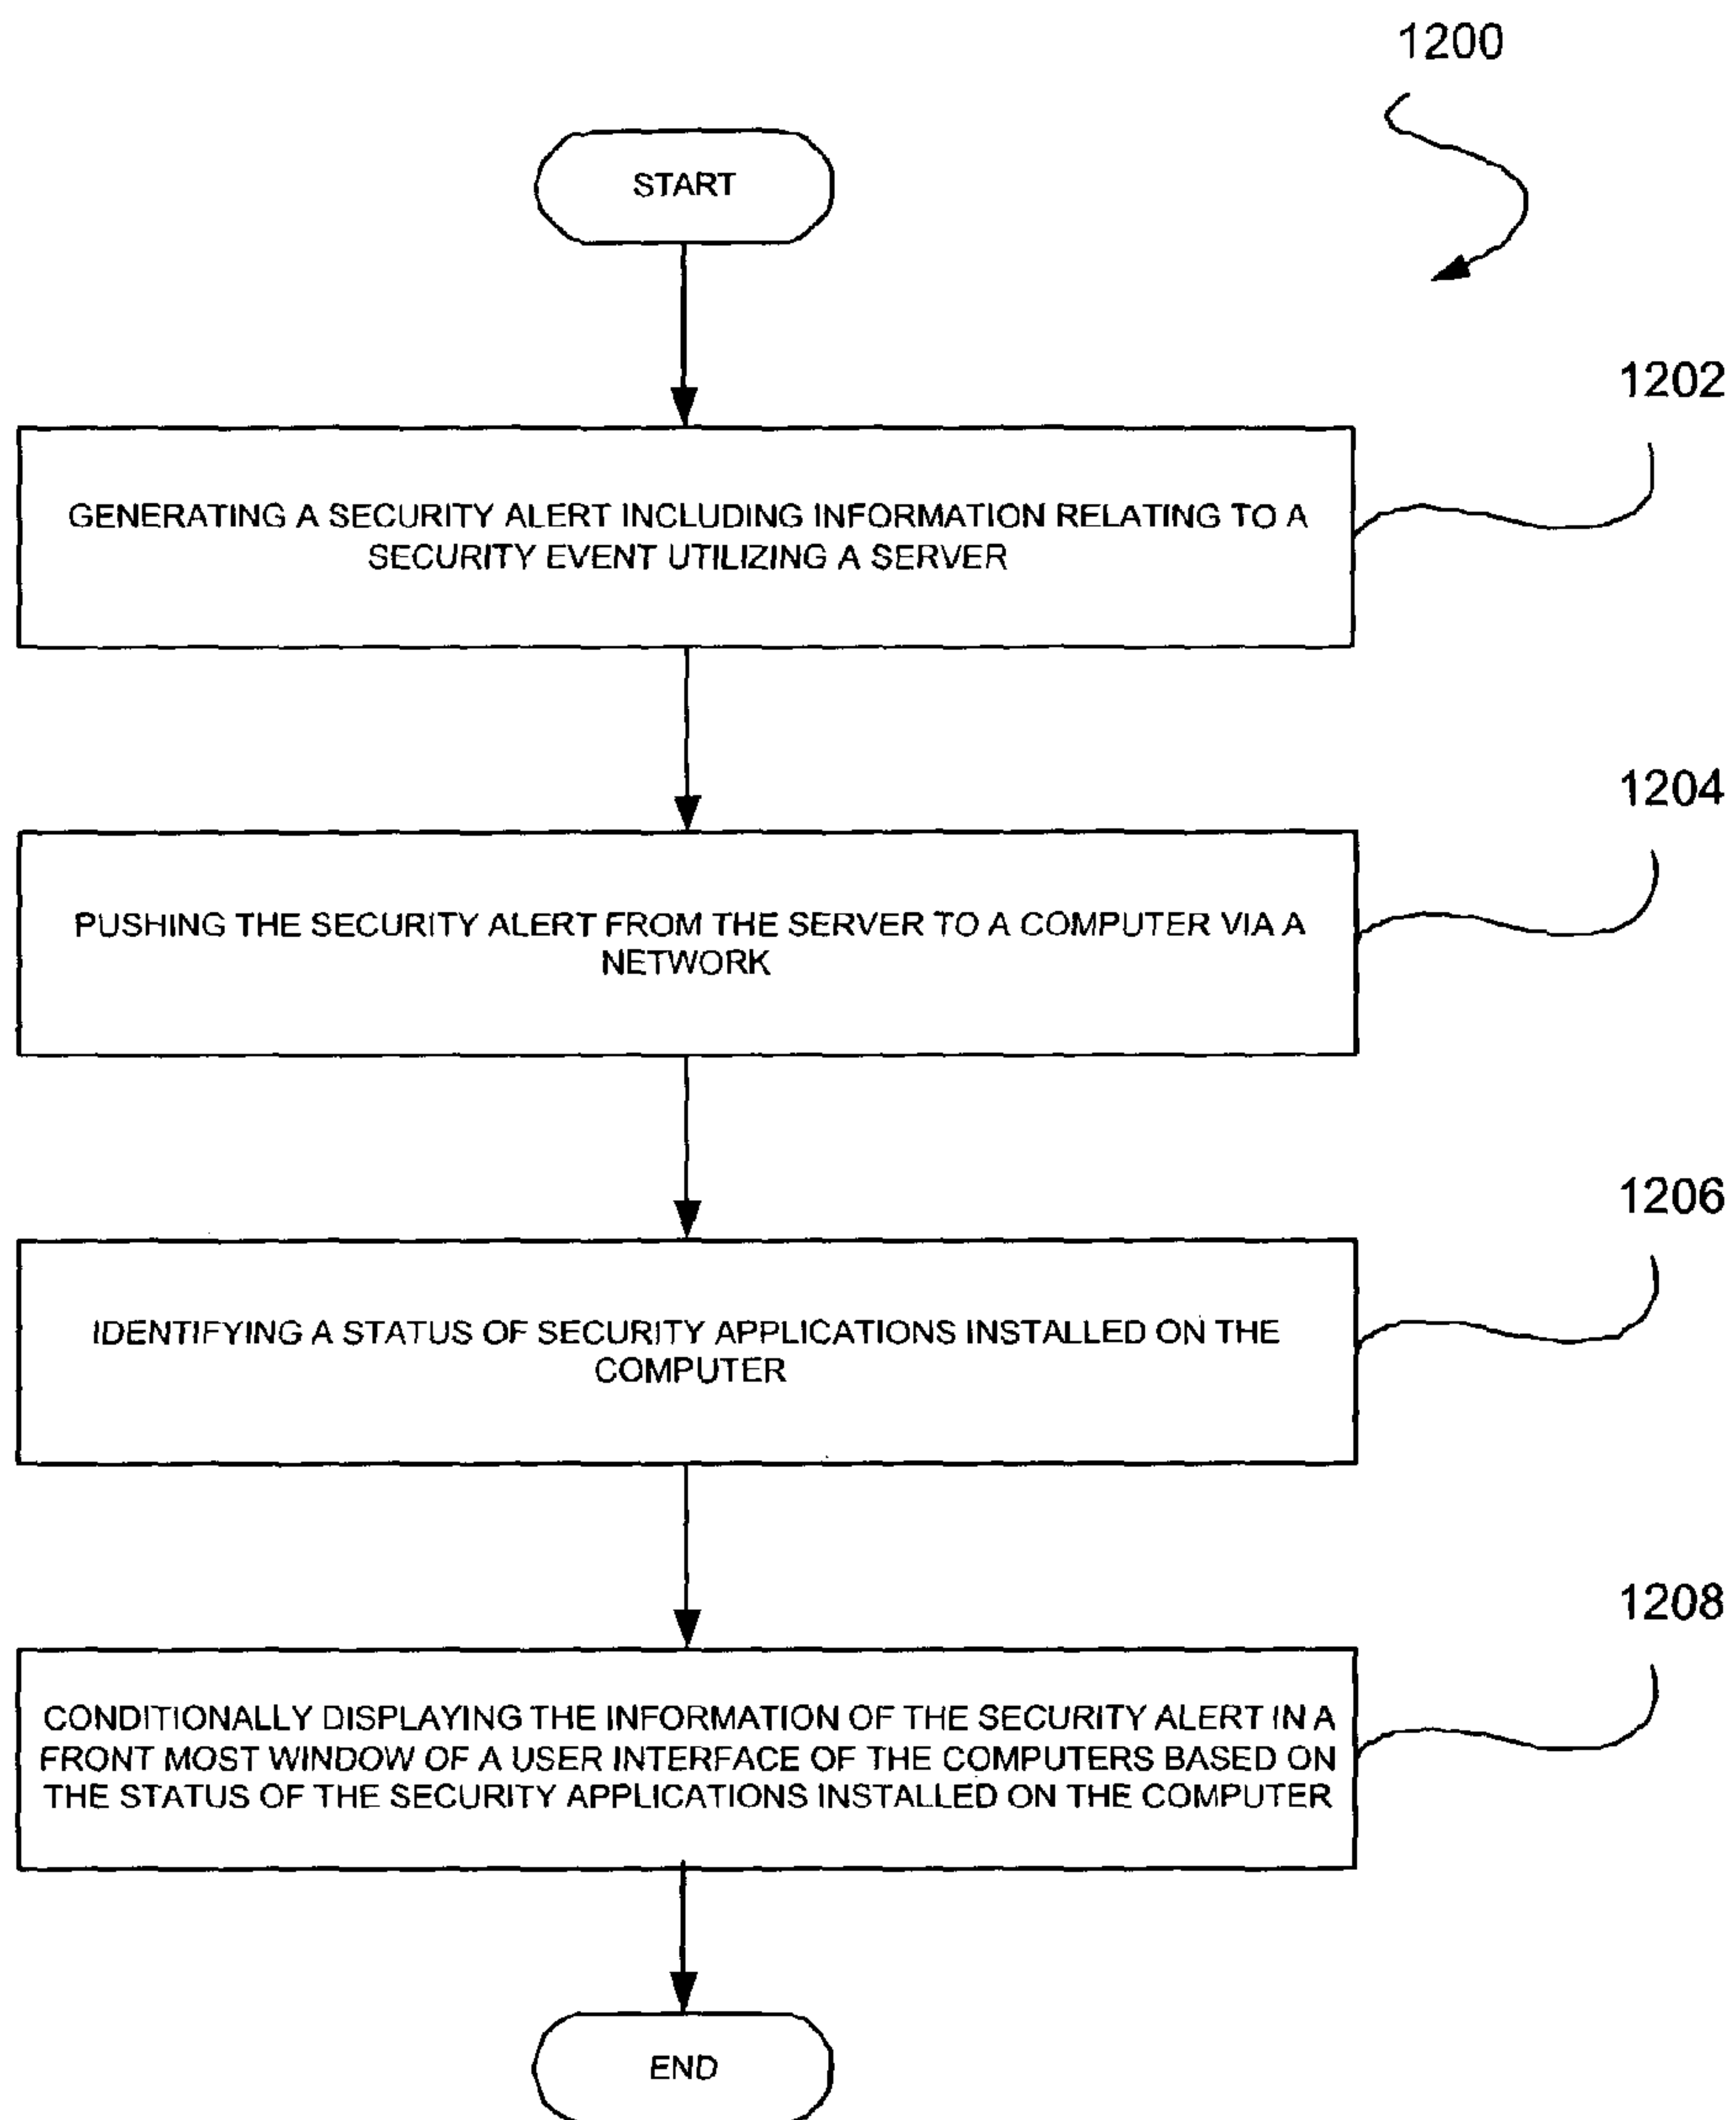 1200
START
1202
GENERATING A SECURITY ALERT INCLUDING INFORMATION RELATING TO A
SECURITY EVENT UTILIZING A SERVER
1204
PUSHING THE SECURITY ALERT FROM THE SERVER TO A COMPUTER VIA A
NETWORK
1206
IDENTIFYING A STATUS OF SECURITY APPLICATIONS INSTALLED ON THE
COMPUTER
1208
CONDITIONALLY DISPLAYING THE INFORMATION OF THE SECURITY ALERT IN A
FRONT MOST WINDOW OF A USER INTERFACE OF THE COMPUTERS BASED ON
THE STATUS OF THE SECURITY APPLICATIONS INSTALLED ON THE COMPUTER
END